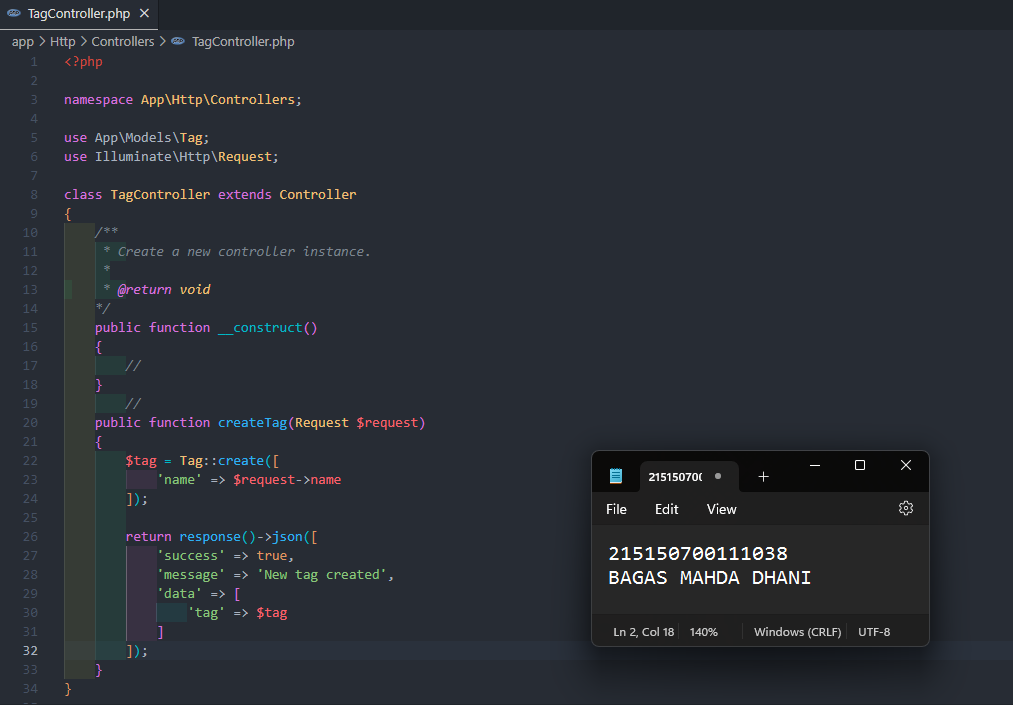 TagController.php
app > Http > Controllers > TagController.php
1 <?php
2
3 namespace App\Http\Controllers;
4
5 use App\Models\Tag;
6 use Illuminate\Http\Request;
7
8 class TagController extends Controller
9 {
10     /**
11      * Create a new controller instance.
12      *
13      * @return void
14     */
15     public function __construct()
16     {
17         //
18     }
19         //
20     public function createTag(Request $request)
21     {
22         $tag = Tag::create([
23             'name' => $request->name
24         ]);
25
26         return response()->json([
27             'success' => true,
28             'message' => 'New tag created',
29             'data' => [
30                 'tag' => $tag
31             ]
32         ]);
33     }
34 }
215150700
File Edit View
215150700111038
BAGAS MAHDA DHANI
Ln 2, Col 18 140% Windows (CRLF) UTF-8